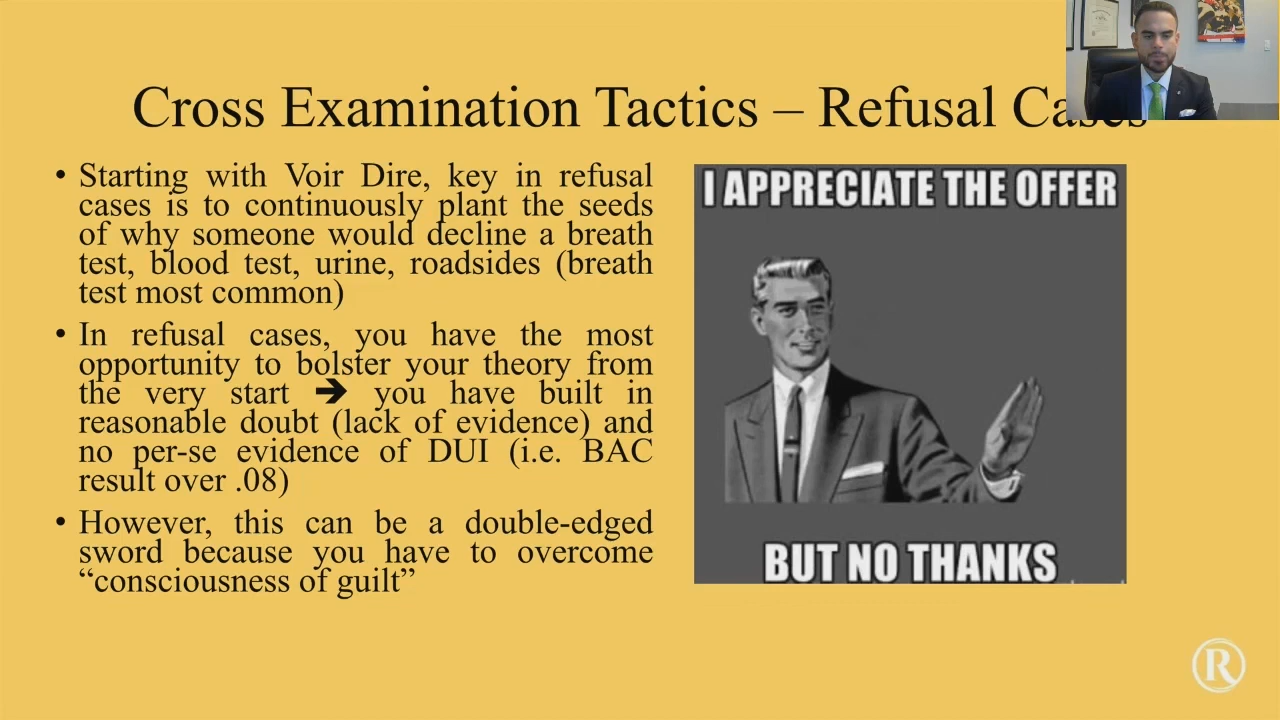 Cross Examination Tactics – Refusal Cases
• Starting with Voir Dire, key in refusal
cases is to continuously plant the seeds
of why someone would decline a breath
test, blood test, urine, roadsides (breath
test most common)
• In refusal cases, you have the most
opportunity to bolster your theory from
the very start ➔ you have built in
reasonable doubt (lack of evidence) and
no per-se evidence of DUI (i.e. BAC
result over .08)
• However, this can be a double-edged
sword because you have to overcome
“consciousness of guilt”
I APPRECIATE THE OFFER
BUT NO THANKS
R